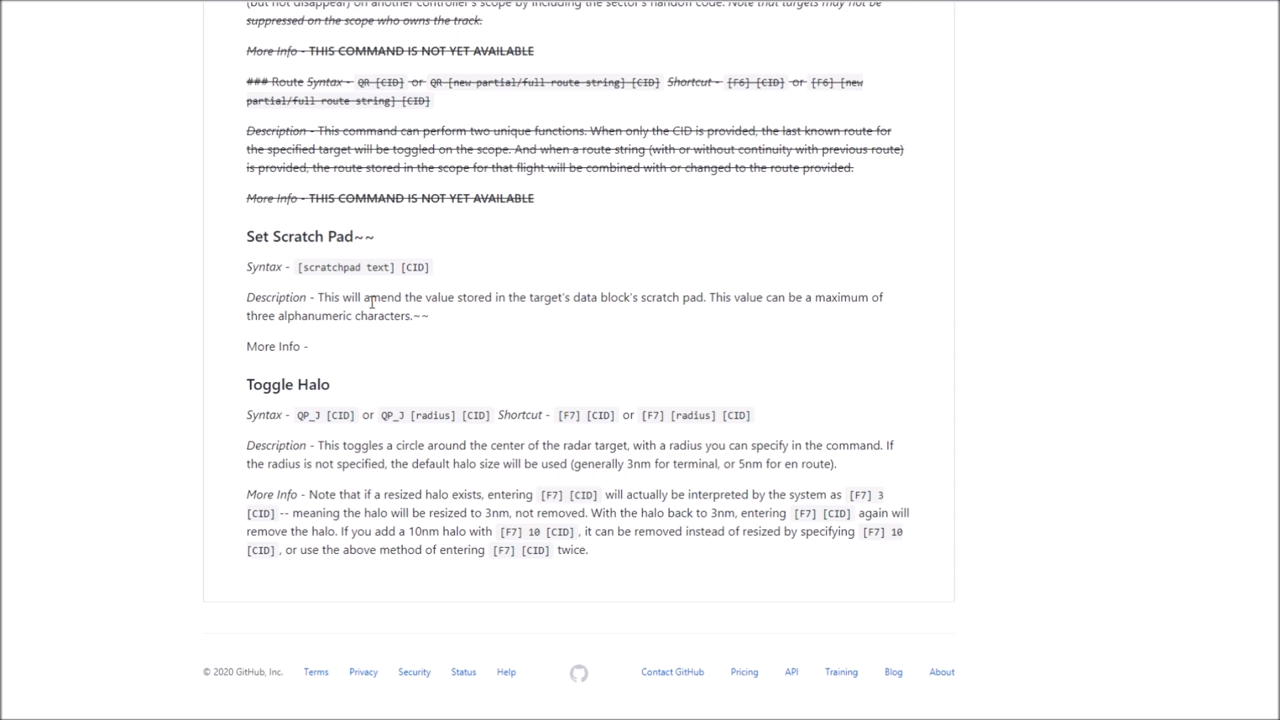 (but not disappear) on another controller's scope by including the sector's handoff code. Note that targets may not be
suppressed on the scope who owns the track.
More Info - THIS COMMAND IS NOT YET AVAILABLE
### Route Syntax - QR [CID] or QR [new partial/full route string] [CID] Shortcut - [F6] [CID] or [F6] [new
partial/full route string] [CID]
Description - This command can perform two unique functions. When only the CID is provided, the last known route for
the specified target will be toggled on the scope. And when a route string (with or without continuity with previous route)
is provided, the route stored in the scope for that flight will be combined with or changed to the route provided.
More Info - THIS COMMAND IS NOT YET AVAILABLE
Set Scratch Pad~~
Syntax - [scratchpad text] [CID]
Description - This will amend the value stored in the target's data block's scratch pad. This value can be a maximum of
three alphanumeric characters.~~
More Info -
Toggle Halo
Syntax - QP_J [CID] or QP_J [radius] [CID] Shortcut - [F7] [CID] or [F7] [radius] [CID]
Description - This toggles a circle around the center of the radar target, with a radius you can specify in the command. If
the radius is not specified, the default halo size will be used (generally 3nm for terminal, or 5nm for en route).
More Info - Note that if a resized halo exists, entering [F7] [CID] will actually be interpreted by the system as [F7] 3
[CID] -- meaning the halo will be resized to 3nm, not removed. With the halo back to 3nm, entering [F7] [CID] again will
remove the halo. If you add a 10nm halo with [F7] 10 [CID], it can be removed instead of resized by specifying [F7] 10
[CID], or use the above method of entering [F7] [CID] twice.
© 2020 GitHub, Inc. Terms Privacy Security Status Help Contact GitHub Pricing API Training Blog About